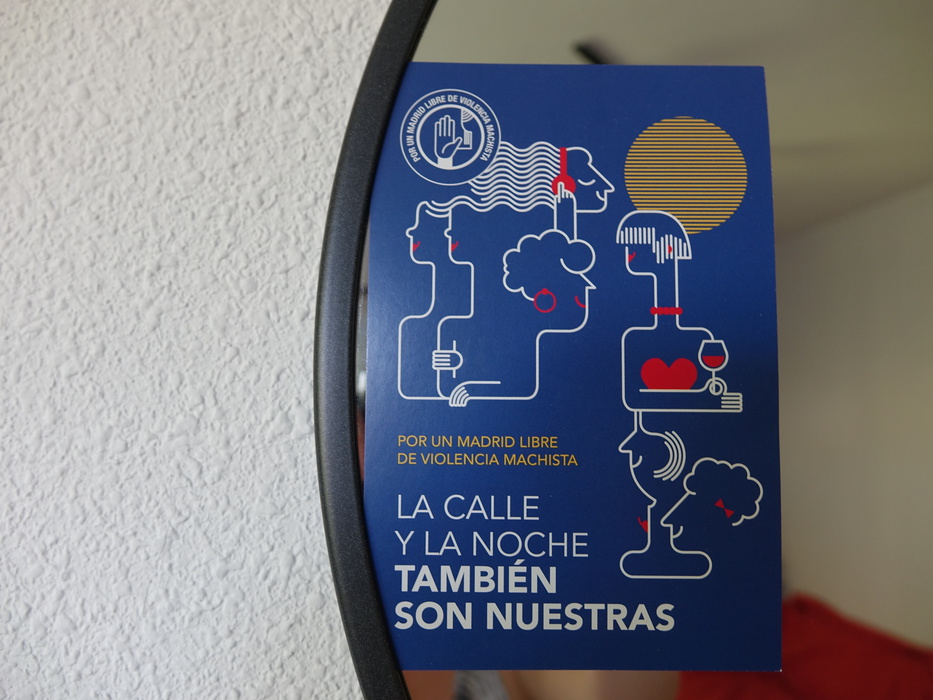 POR UN MADRID LIBRE DE VIOLENCIA MACHISTA
POR UN MADRID LIBRE
DE VIOLENCIA MACHISTA
LA CALLE
Y LA NOCHE
TAMBIÉN
SON NUESTRAS